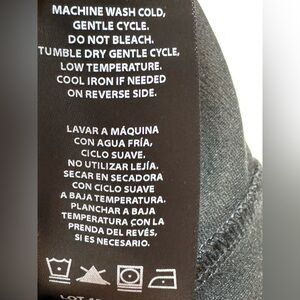 MACHINE WASH COLD,
GENTLE CYCLE.
DO NOT BLEACH.
TUMBLE DRY GENTLE CYCLE,
LOW TEMPERATURE.
COOL IRON IF NEEDED
ON REVERSE SIDE.
LAVAR A MÁQUINA
CON AGUA FRÍA,
CICLO SUAVE.
NO UTILIZAR LEJÍA.
SECAR EN SECADORA
CON CICLO SUAVE
A BAJA TEMPERATURA.
PLANCHAR A BAJA
TEMPERATURA CON LA
PRENDA DEL REVÉS,
SI ES NECESARIO.
LOT